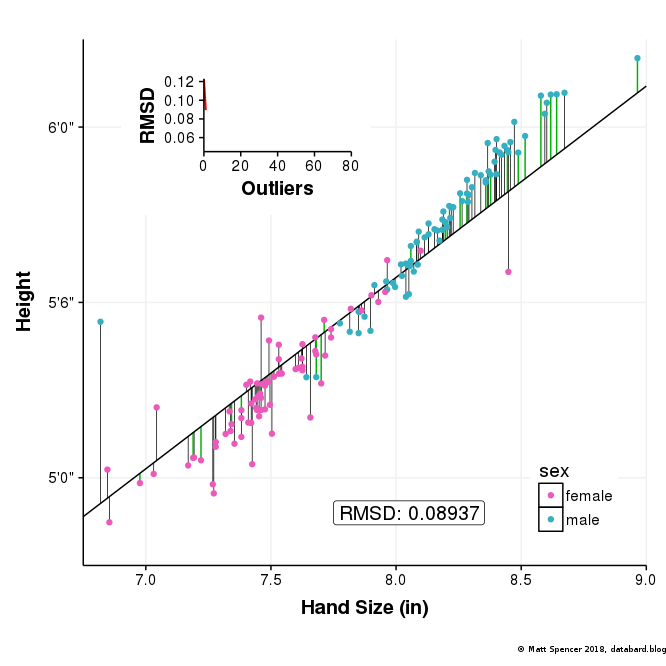 0.12
0.10
0.08
0.06
RMSD
0 20 40 60 80
Outliers
6'0"
5'6"
5'0"
Height
sex
female
male
RMSD: 0.08937
7.0 7.5 8.0 8.5 9.0
Hand Size (in)
© Matt Spencer 2018, databard.blog